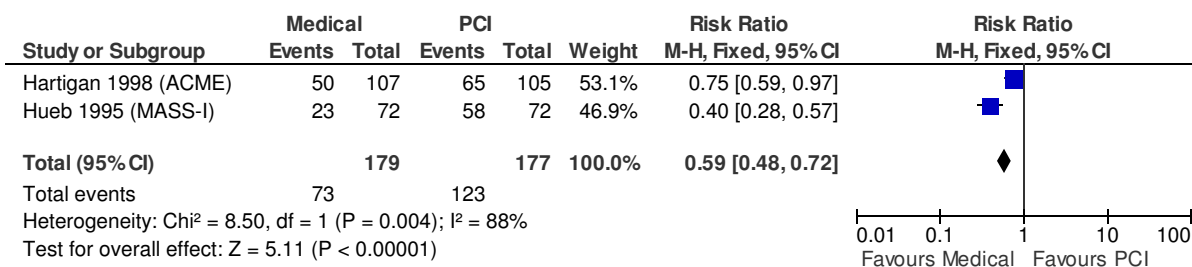 Medical PCI Risk Ratio Risk Ratio
Study or Subgroup Events Total Events Total Weight M-H, Fixed, 95% CI M-H, Fixed, 95% CI
Hartigan 1998 (ACME) 50 107 65 105 53.1% 0.75 [0.59, 0.97]
Hueb 1995 (MASS-I) 23 72 58 72 46.9% 0.40 [0.28, 0.57]
Total (95% CI) 179 177 100.0% 0.59 [0.48, 0.72]
Total events 73 123
Heterogeneity: Chi² = 8.50, df = 1 (P = 0.004); I² = 88%
Test for overall effect: Z = 5.11 (P < 0.00001)
0.01 0.1 1 10 100
Favours Medical Favours PCI